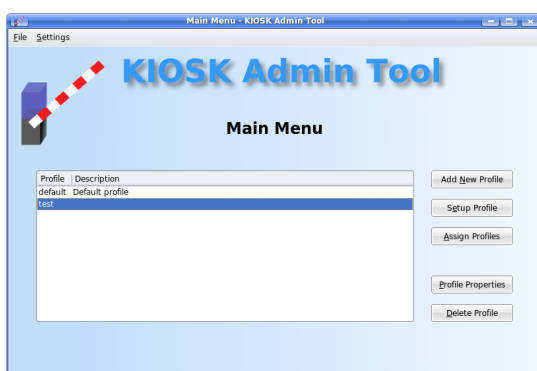 Main Menu - KIOSK Admin Tool
File Settings
KIOSK Admin Tool
Main Menu
Profile Description
default Default profile
test
Add New Profile
Setup Profile
Assign Profiles
Profile Properties
Delete Profile